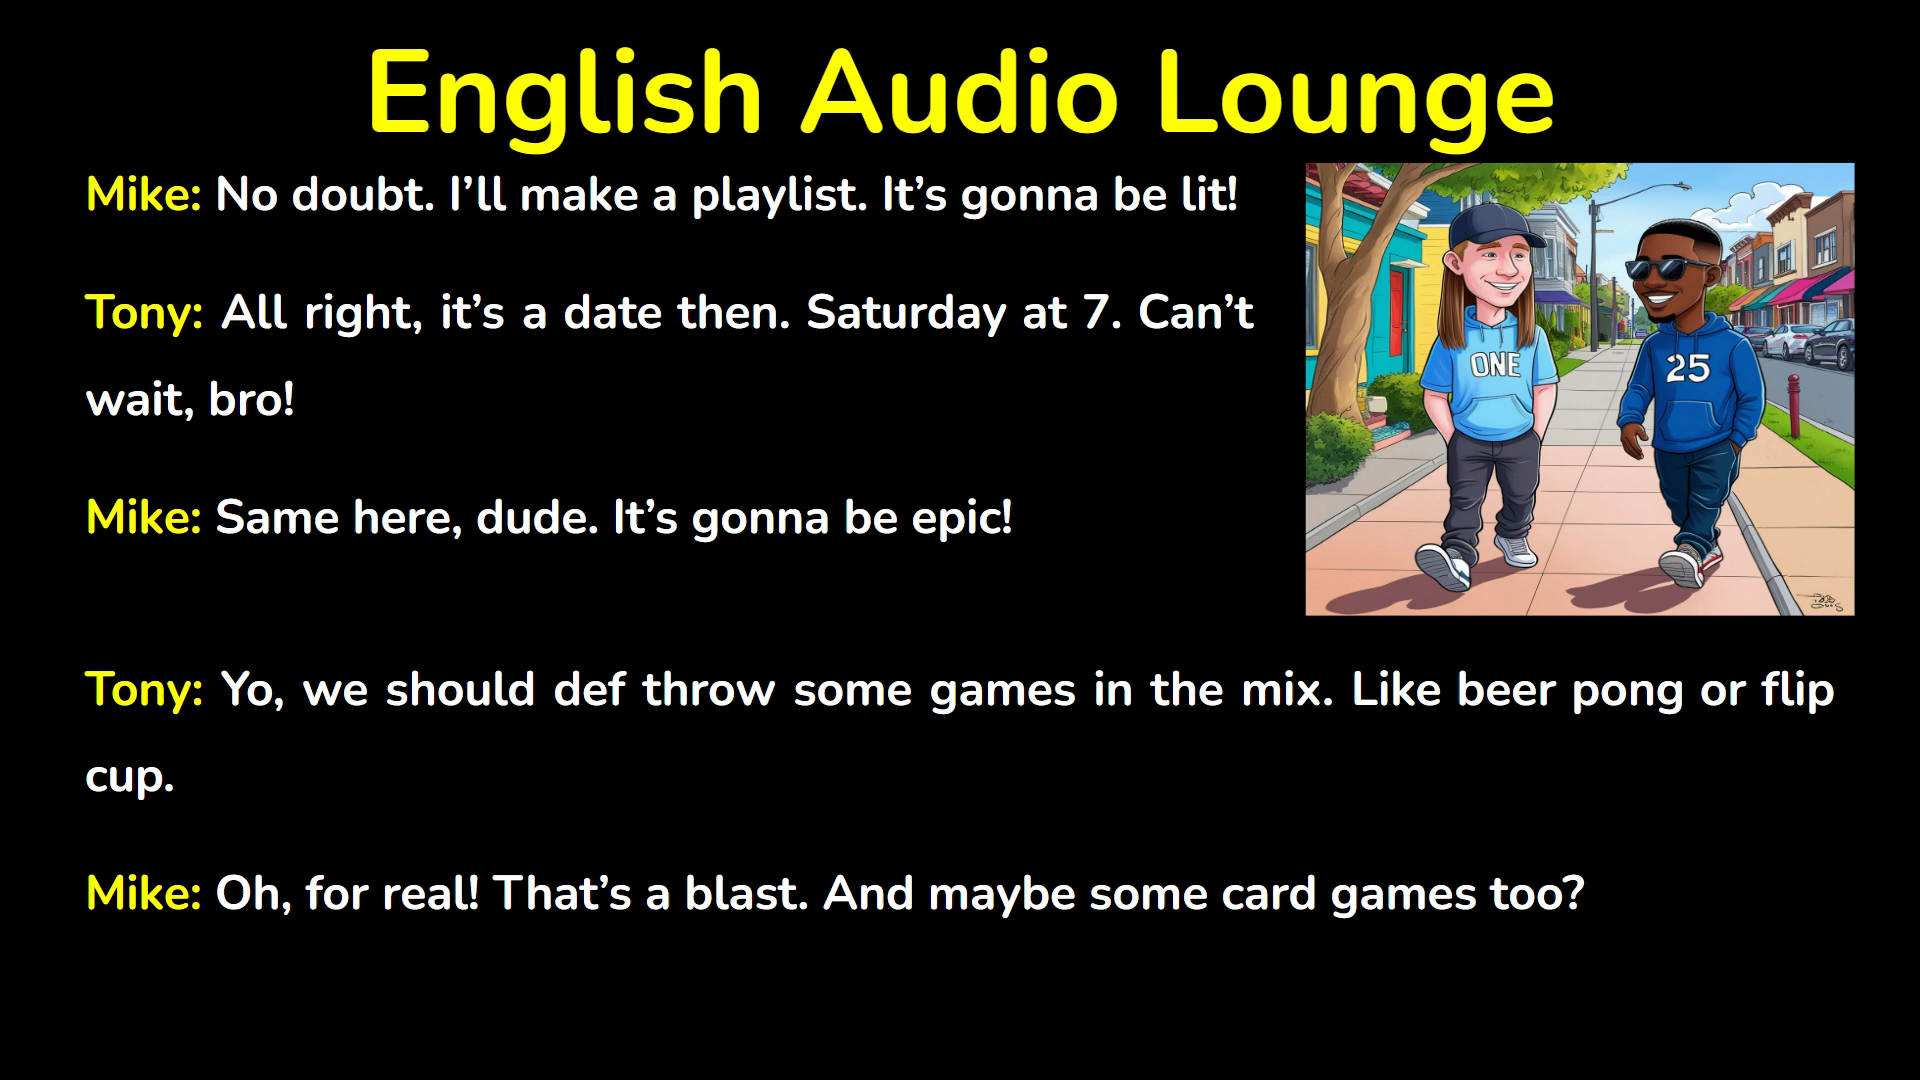 English Audio Lounge
Mike: No doubt. I’ll make a playlist. It’s gonna be lit!
Tony: All right, it’s a date then. Saturday at 7. Can’t
wait, bro!
Mike: Same here, dude. It’s gonna be epic!
ONE
25
Tony: Yo, we should def throw some games in the mix. Like beer pong or flip
cup.
Mike: Oh, for real! That’s a blast. And maybe some card games too?